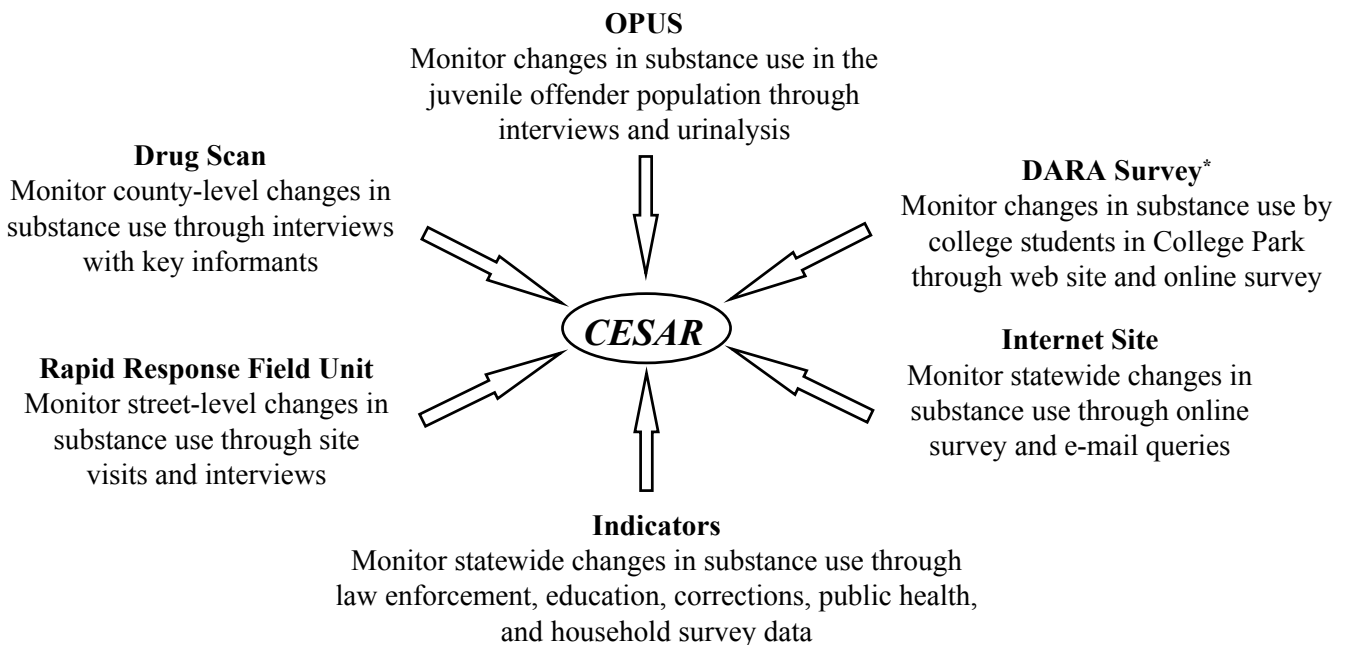 OPUS
Monitor changes in substance use in the
juvenile offender population through
interviews and urinalysis
Drug Scan
Monitor county-level changes in
substance use through interviews
with key informants
DARA Survey*
Monitor changes in substance use by
college students in College Park
through web site and online survey
CESAR
Rapid Response Field Unit
Monitor street-level changes in
substance use through site
visits and interviews
Internet Site
Monitor statewide changes in
substance use through online
survey and e-mail queries
Indicators
Monitor statewide changes in substance use through
law enforcement, education, corrections, public health,
and household survey data